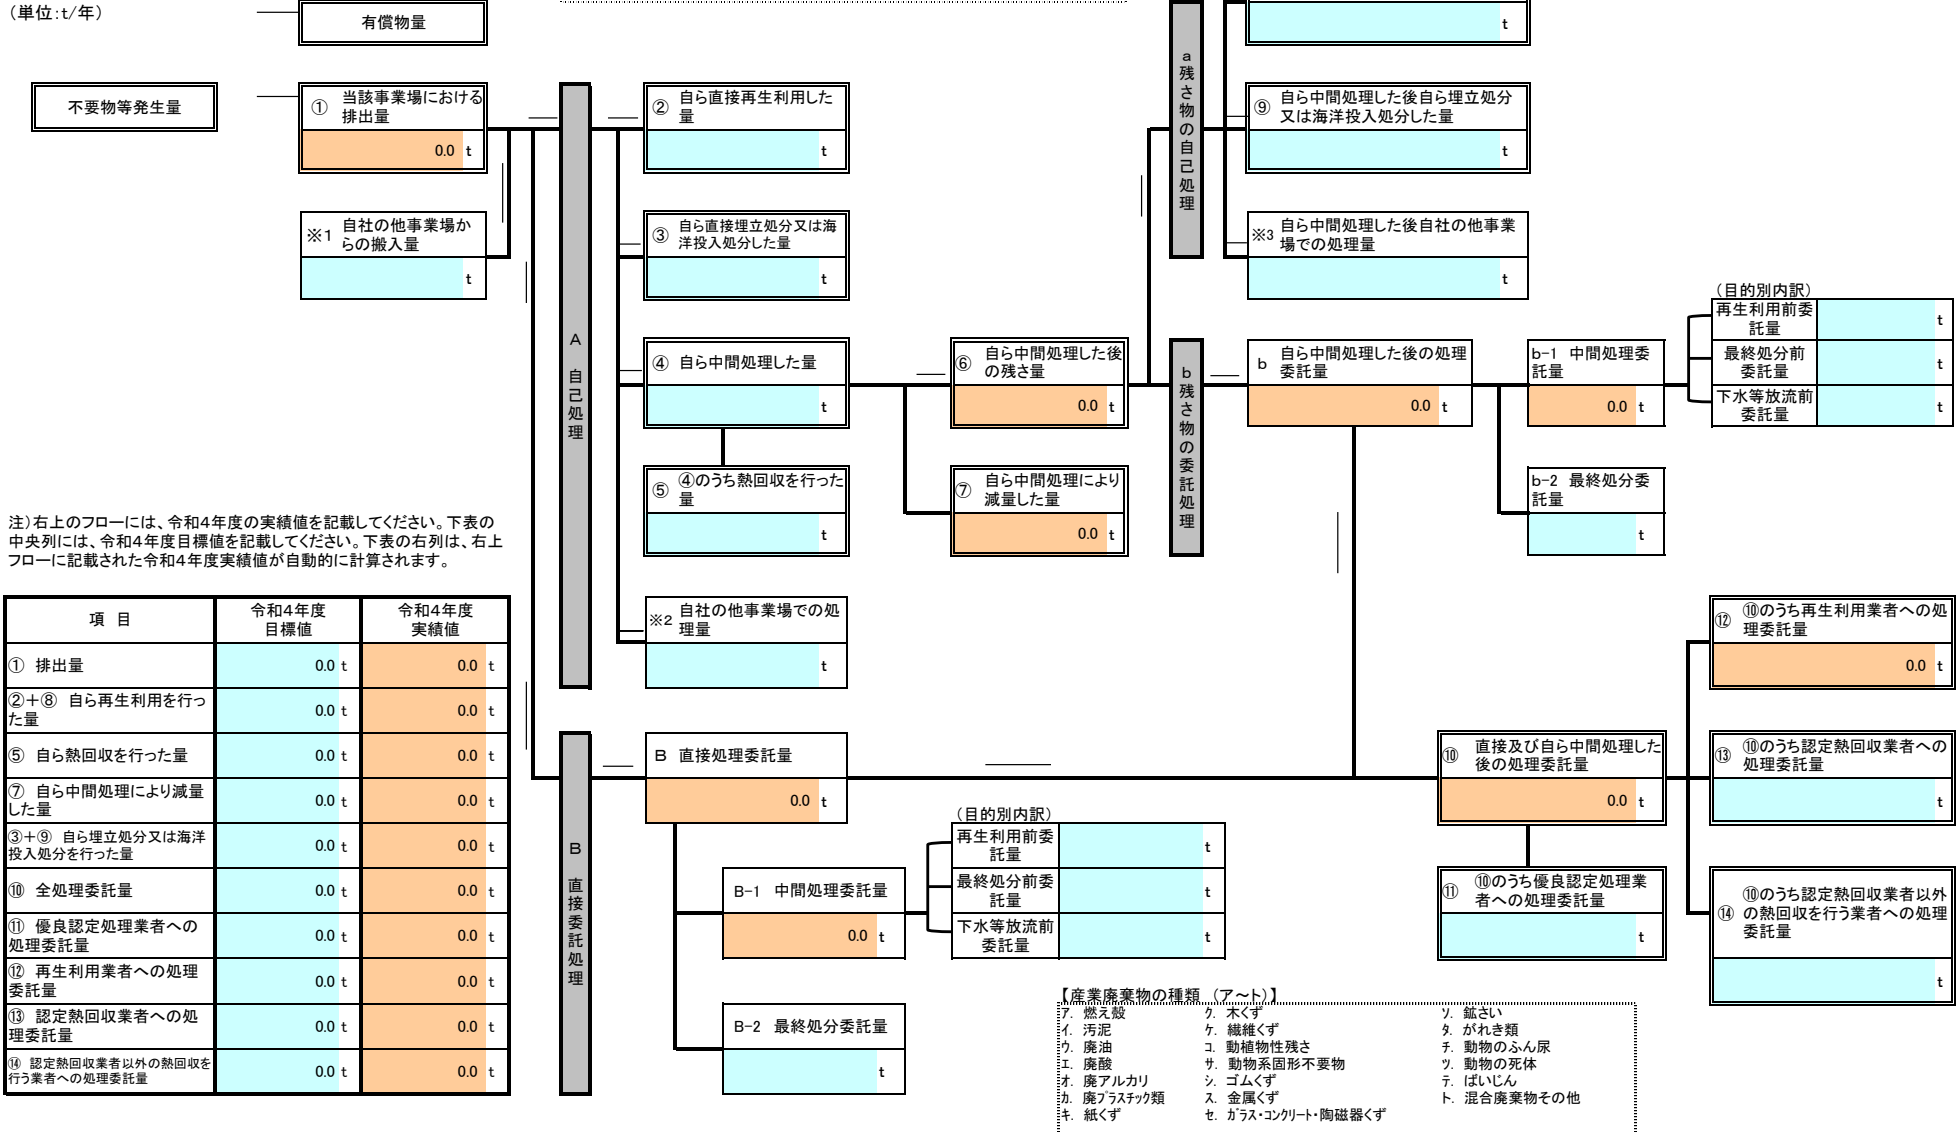 （単位：t/年）
有償物量
t
不要物等発生量
① 当該事業場における
排出量
0.0 t
※1 自社の他事業場か
らの搬入量
t
A 自己処理
② 自ら直接再生利用した
量
t
③ 自ら直接埋立処分又は海
洋投入処分した量
t
④ 自ら中間処理した量
t
⑤ ④のうち熱回収を行った
量
t
※2 自社の他事業場での処
理量
t
⑥ 自ら中間処理した後
の残さ量
0.0 t
⑦ 自ら中間処理により
減量した量
0.0 t
a 残さ物の自己処理
⑨ 自ら中間処理した後自ら埋立処分
又は海洋投入処分した量
t
※3 自ら中間処理した後自社の他事業
場での処理量
t
b 残さ物の委託処理
b 自ら中間処理した後の処理
委託量
0.0 t
b-1 中間処理委
託量
0.0 t
b-2 最終処分委
託量
t
（目的別内訳）
再生利用前委
託量
t
最終処分前
委託量
t
下水等放流前
委託量
t
注）右上のフローには、令和４年度の実績値を記載してください。下表の
中央列には、令和４年度目標値を記載してください。下表の右列は、右上
フローに記載された令和４年度実績値が自動的に計算されます。
項 目 令和４年度
目標値 令和４年度
実績値
① 排出量 0.0 t 0.0 t
②＋⑧ 自ら再生利用を行っ
た量 0.0 t 0.0 t
⑤ 自ら熱回収を行った量 0.0 t 0.0 t
⑦ 自ら中間処理により減量
した量 0.0 t 0.0 t
③＋⑨ 自ら埋立処分又は海洋
投入処分を行った量 0.0 t 0.0 t
⑩ 全処理委託量 0.0 t 0.0 t
⑪ 優良認定処理業者への
処理委託量 0.0 t 0.0 t
⑫ 再生利用業者への処理
委託量 0.0 t 0.0 t
⑬ 認定熱回収業者への処
理委託量 0.0 t 0.0 t
⑭ 認定熱回収業者以外の熱回収を
行う業者への処理委託量 0.0 t 0.0 t
B 直接委託処理
B 直接処理委託量
0.0 t
B-1 中間処理委託量
0.0 t
B-2 最終処分委託量
t
（目的別内訳）
再生利用前委
託量
t
最終処分前委
託量
t
下水等放流前
委託量
t
⑩ 直接及び自ら中間処理した
後の処理委託量
0.0 t
⑪ ⑩のうち優良認定処理業
者への処理委託量
t
⑫ ⑩のうち再生利用業者への処
理委託量
0.0 t
⑬ ⑩のうち認定熱回収業者への
処理委託量
t
⑭ ⑩のうち認定熱回収業者以外
の熱回収を行う業者への処理
委託量
t
【産業廃棄物の種類 （ア～ト）】
ア. 燃え殻 ク. 木くず ソ. 鉱さい
イ. 汚泥 ケ. 繊維くず タ. がれき類
ウ. 廃油 コ. 動植物性残さ チ. 動物のふん尿
エ. 廃酸 サ. 動物系固形不要物 ツ. 動物の死体
オ. 廃アルカリ シ. ゴムくず テ. ばいじん
カ. 廃プラスチック類 ス. 金属くず ト. 混合廃棄物その他
キ. 紙くず セ. ガラス・コンクリート・陶磁器くず